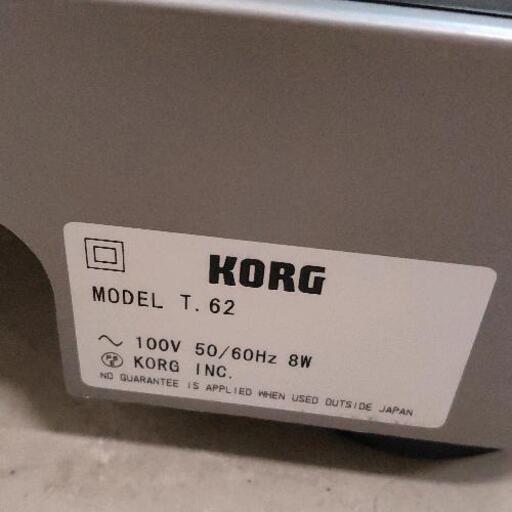 KORG
MODEL T.62
100V 50/60Hz 8W
KORG INC.
NO GUARANTEE IS APPLIED WHEN USED OUTSIDE JAPAN